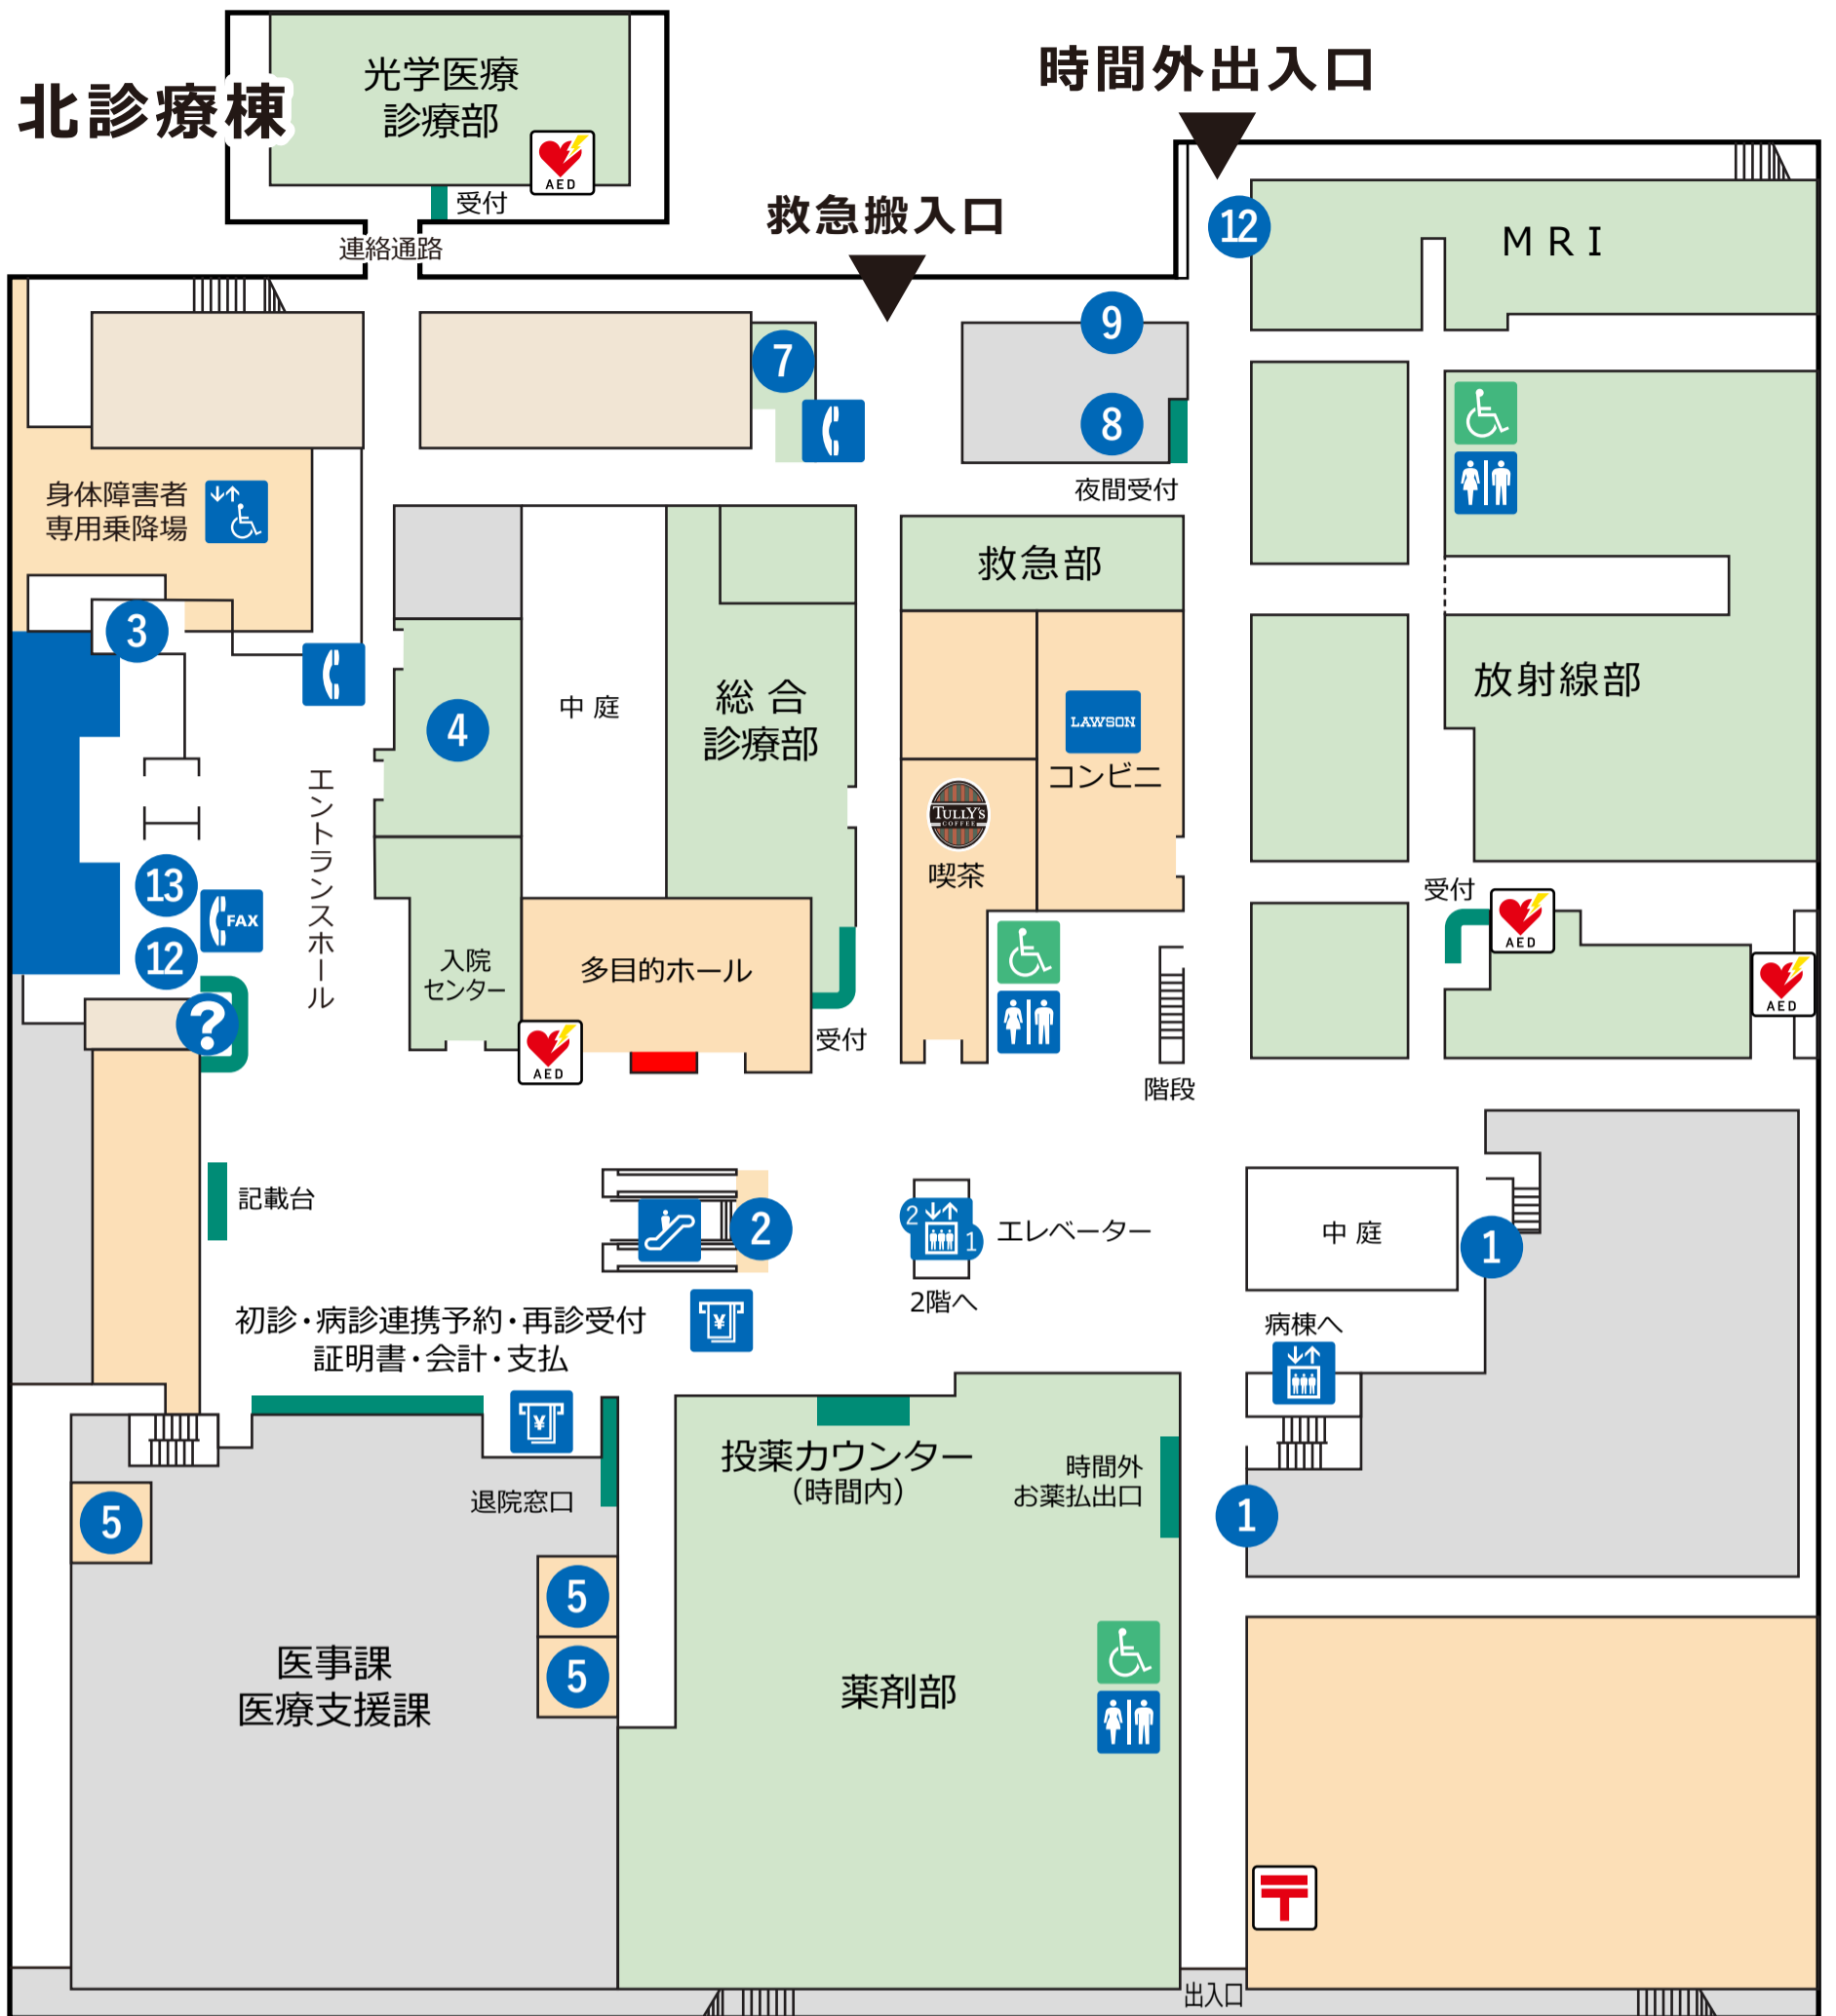 光学医療
診療部
北診療棟
AED
受付
連絡通路
時間外出入口
救急搬入口
12
MRI
9
7
8
夜間受付
身体障害者
専用乗降場
救急部
3
4
中庭
総合
診療部
放射線部
LAWSON
コンビニ
エントランスホール
TULLY'S
COFFEE
喫茶
13
FAX
12
受付
AED
AED
入院
センター
多目的ホール
?
受付
AED
階段
記載台
2
2
1
エレベーター
2階へ
中庭
1
初診・病診連携予約・再診受付
証明書・会計・支払
¥
病棟へ
¥
投薬カウンター
(時間内)
時間外
お薬払出口
退院窓口
1
5
5
5
医事課
医療支援課
薬剤部
〒
出入口